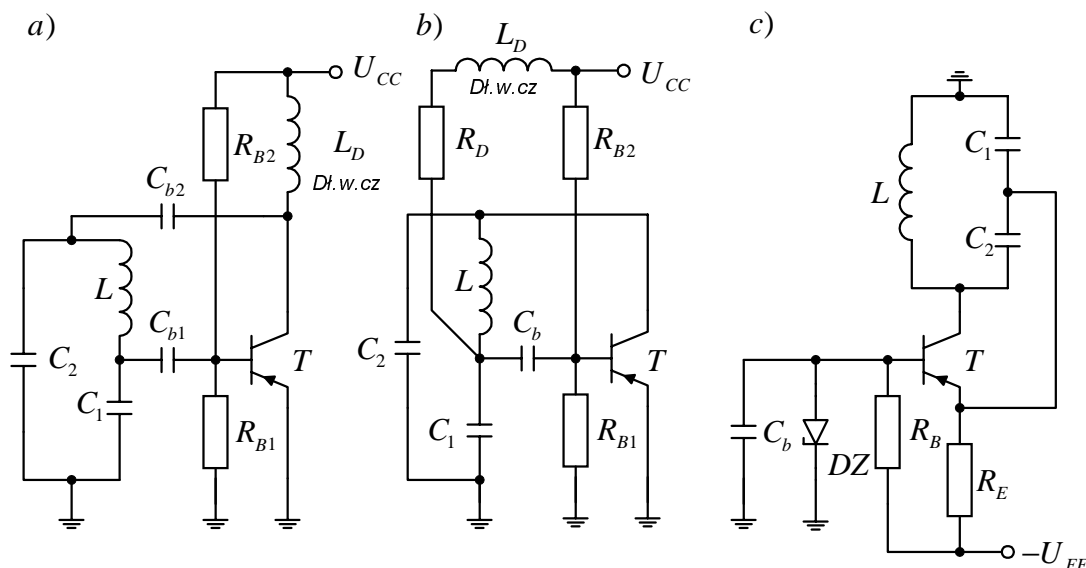 a)
U_CC
R_B2
L_D
Dł.w.cz
C_b2
L
C_b1
C_2
T
C_1
R_B1
b)
L_D
Dł.w.cz
U_CC
R_D
R_B2
L
C_b
C_2
T
C_1
R_B1
c)
C_1
L
C_2
T
C_b
DZ
R_B
R_E
–U_EE